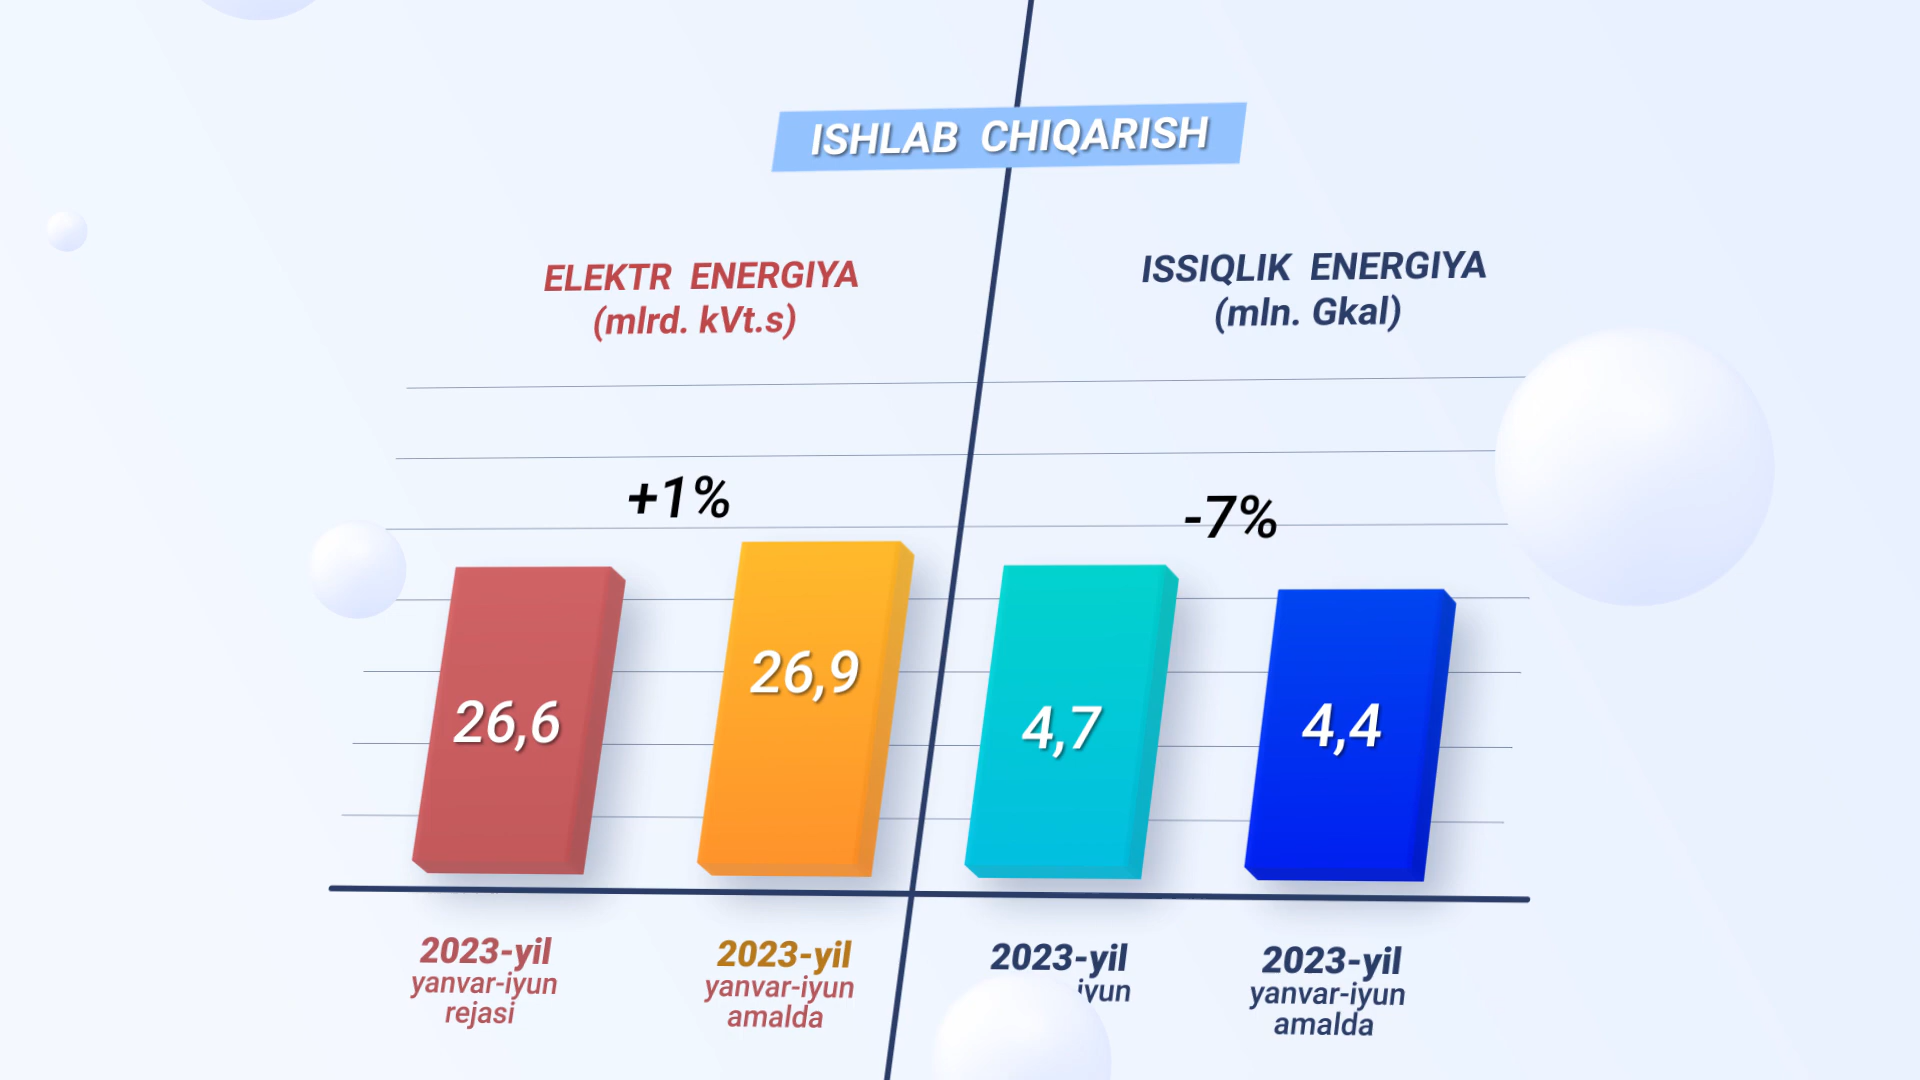 ISHLAB CHIQARISH
ELEKTR ENERGIYA
(mlrd. kVt.s)
ISSIQLIK ENERGIYA
(mln. Gkal)
+1%
-7%
26,6
26,9
4,7
4,4
2023-yil
yanvar-iyun
rejasi
2023-yil
yanvar-iyun
amalda
2023-yil
2023-yil
yanvar-iyun
amalda